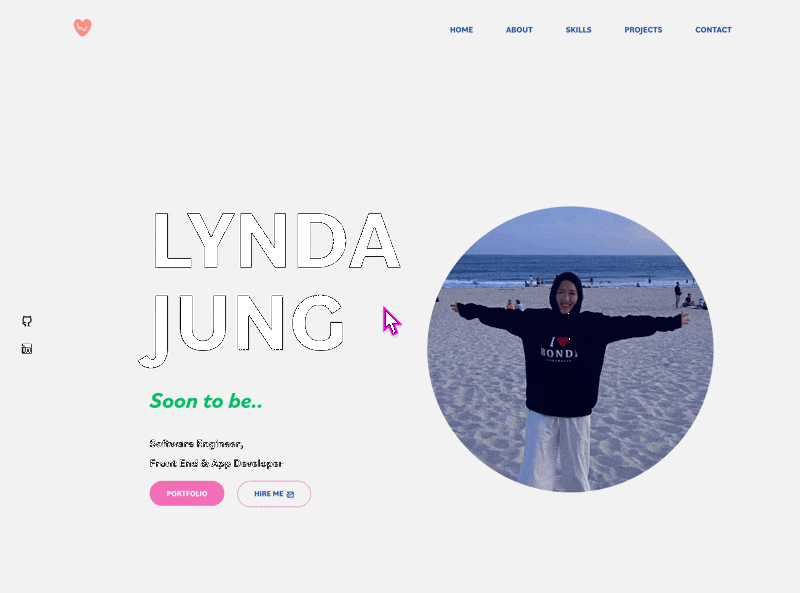 HOME ABOUT SKILLS PROJECTS CONTACT
LYNDA
JUNG
Soon to be..
Software Engineer,
Front End & App Developer
PORTFOLIO HIRE ME
I
BONDI
in